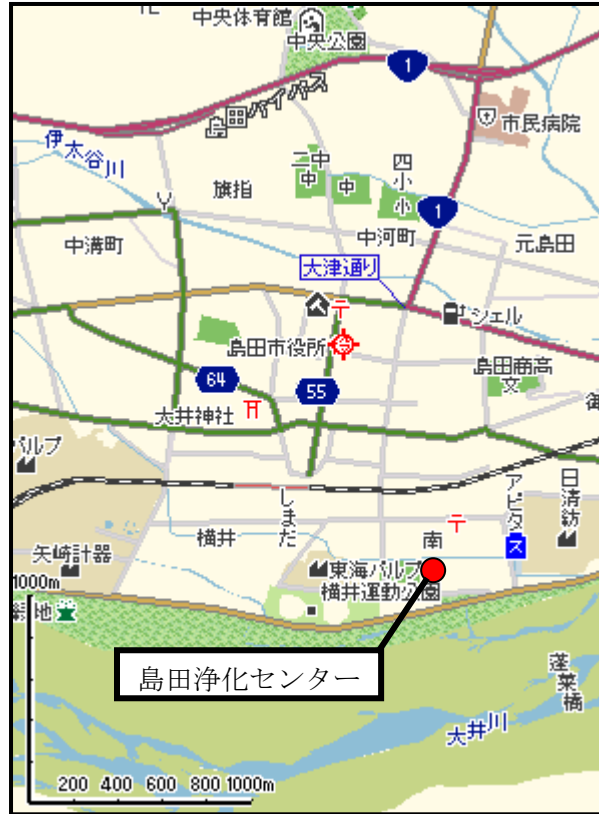 中央体育館
中央公園
1
島田バイパス
市民病院
伊太谷川
二中
中
中
四小
小
旗指
1
中溝町
中河町
元島田
大津通り
シェル
島田市役所
島田商高
文
64
55
大井神社
御
パルプ
しまだ
アピタ
日清紡
ス
横井
南
矢崎計器
東海パルプ
横井運動公園
1000m
緑地
島田浄化センター
蓬莱橋
大井川
200 400 600 800 1000m